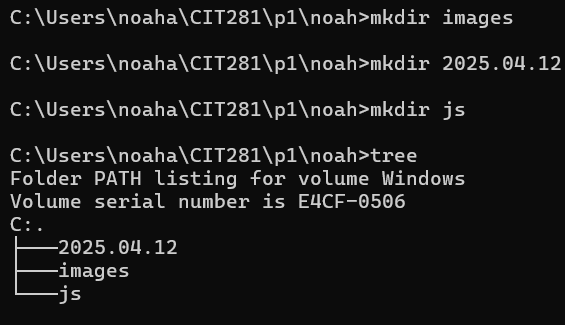 C:\Users\noaha\CIT281\p1\noah>mkdir images
C:\Users\noaha\CIT281\p1\noah>mkdir 2025.04.12
C:\Users\noaha\CIT281\p1\noah>mkdir js
C:\Users\noaha\CIT281\p1\noah>tree
Folder PATH listing for volume Windows
Volume serial number is E4CF-0506
C:.
├───2025.04.12
├───images
└───js